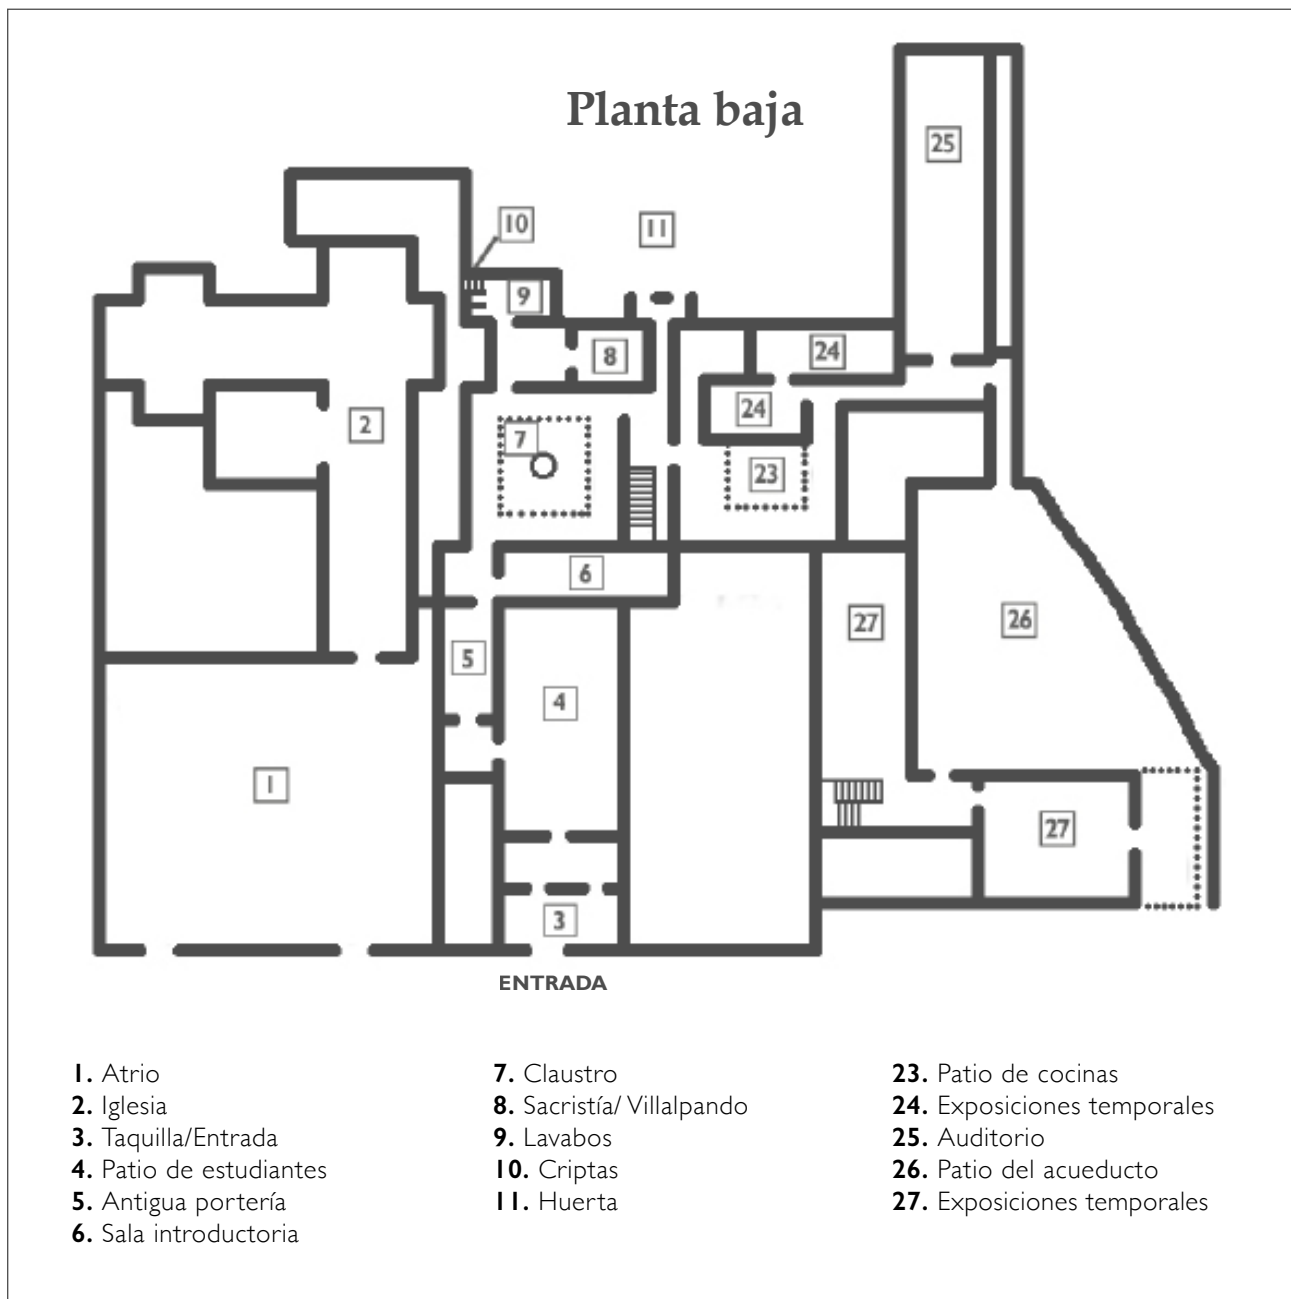 Planta baja
25
10
11
9
8
24
24
2
7
23
6
27
26
5
4
1
27
3
ENTRADA
1. Atrio
2. Iglesia
3. Taquilla/Entrada
4. Patio de estudiantes
5. Antigua portería
6. Sala introductoria
7. Claustro
8. Sacristía/ Villalpando
9. Lavabos
10. Criptas
11. Huerta
23. Patio de cocinas
24. Exposiciones temporales
25. Auditorio
26. Patio del acueducto
27. Exposiciones temporales